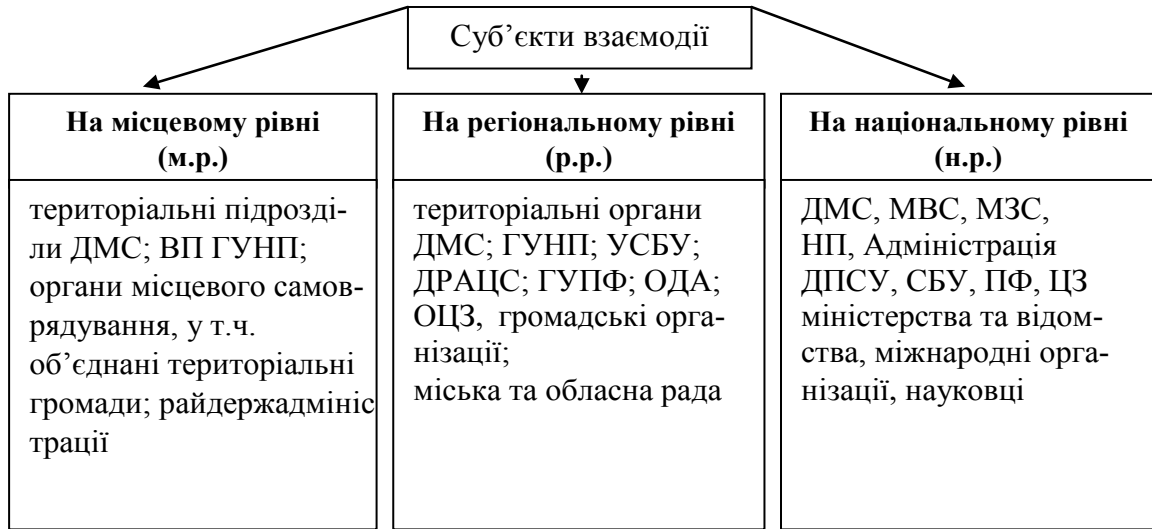 Суб’єкти взаємодії
На місцевому рівні
(м.р.)
територіальні підрозді-
ли ДМС; ВП ГУНП;
органи місцевого самов-
рядування, у т.ч.
об’єднані територіальні
громади; райдержадмініс
трації
На регіональному рівні
(р.р.)
територіальні органи
ДМС; ГУНП; УСБУ;
ДРАЦС; ГУПФ; ОДА;
ОЦЗ, громадські орга-
нізації;
міська та обласна рада
На національному рівні
(н.р.)
ДМС, МВС, МЗС,
НП, Адміністрація
ДПСУ, СБУ, ПФ, ЦЗ
міністерства та відом-
ства, міжнародні орга-
нізації, науковці